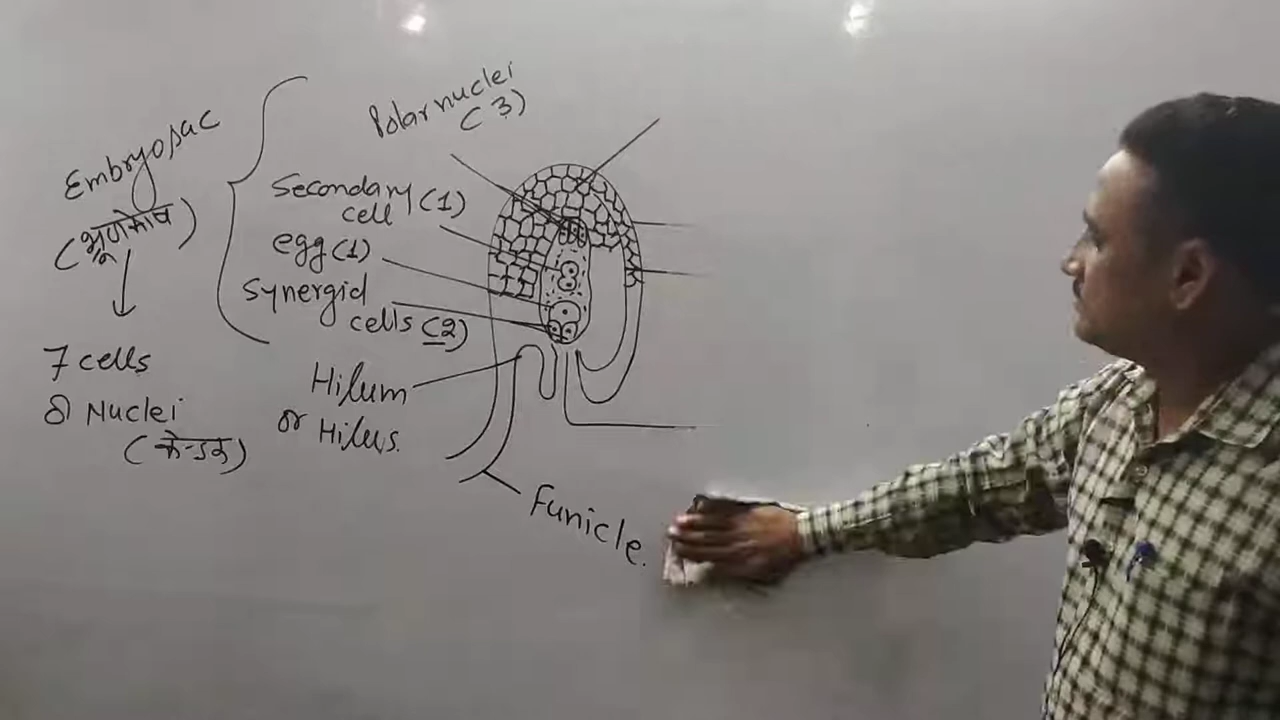 Embryosac
(भ्रूणकोष)
7 cells
8 Nuclei
(केन्द्रक)
Polar nuclei
(3)
Secondary (1)
cell
egg (1)
Synergid
cells (2)
Hilum
or Hilus.
Funicle.